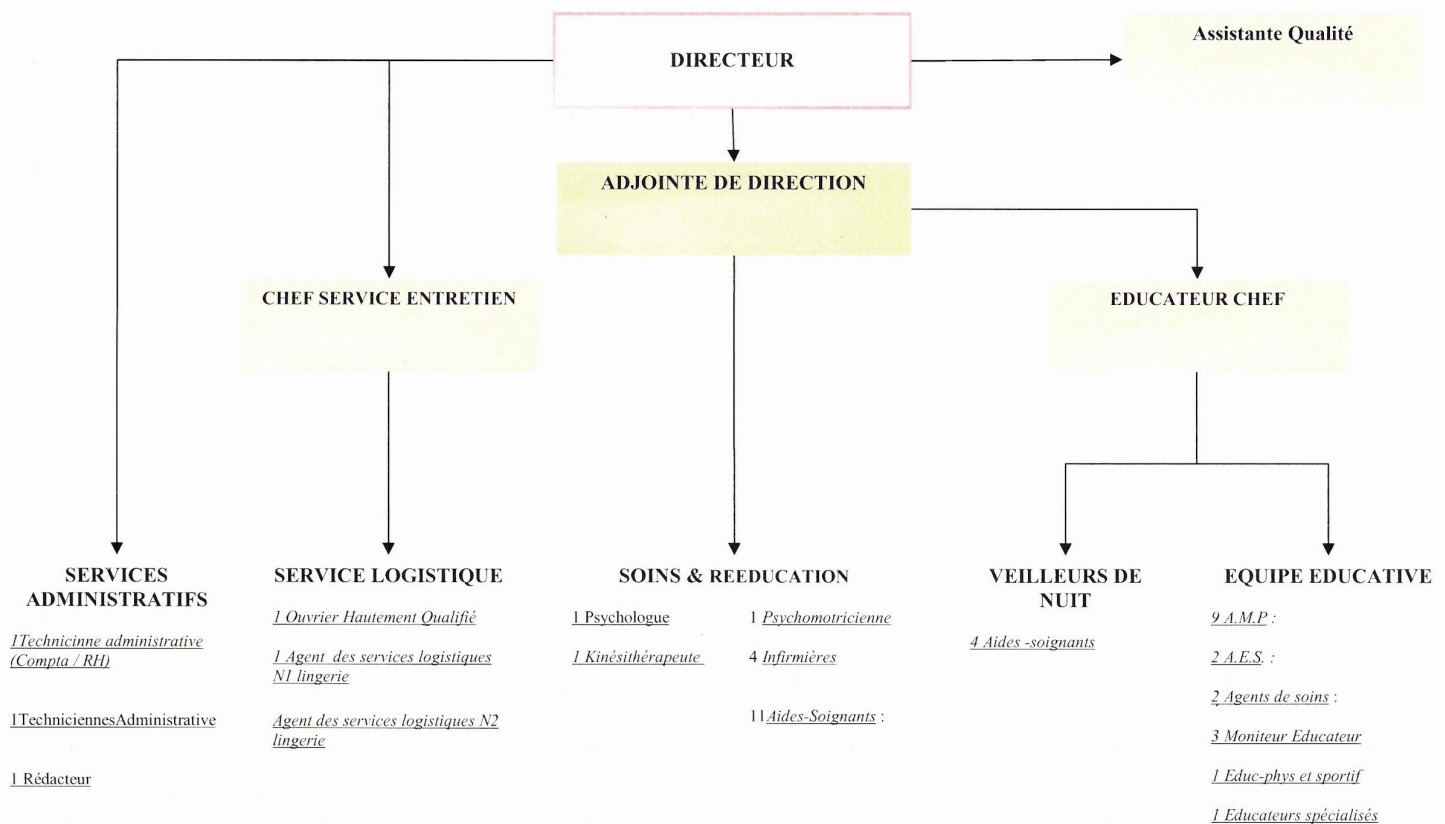 DIRECTEUR
Assistante Qualité
ADJOINTE DE DIRECTION
CHEF SERVICE ENTRETIEN
EDUCATEUR CHEF
SERVICES
ADMINISTRATIFS
1Technicinne administrative
(Compta / RH)
1TechniciennesAdministrative
1 Rédacteur
SERVICE LOGISTIQUE
1 Ouvrier Hautement Qualifié
1 Agent des services logistiques
N1 lingerie
Agent des services logistiques N2
lingerie
SOINS & REEDUCATION
1 Psychologue
1 Kinésithérapeute
1 Psychomotricienne
4 Infirmières
11Aides-Soignants :
VEILLEURS DE
NUIT
4 Aides -soignants
EQUIPE EDUCATIVE
9 A.M.P :
2 A.E.S. :
2 Agents de soins :
3 Moniteur Educateur
1 Educ-phys et sportif
1 Educateurs spécialisés